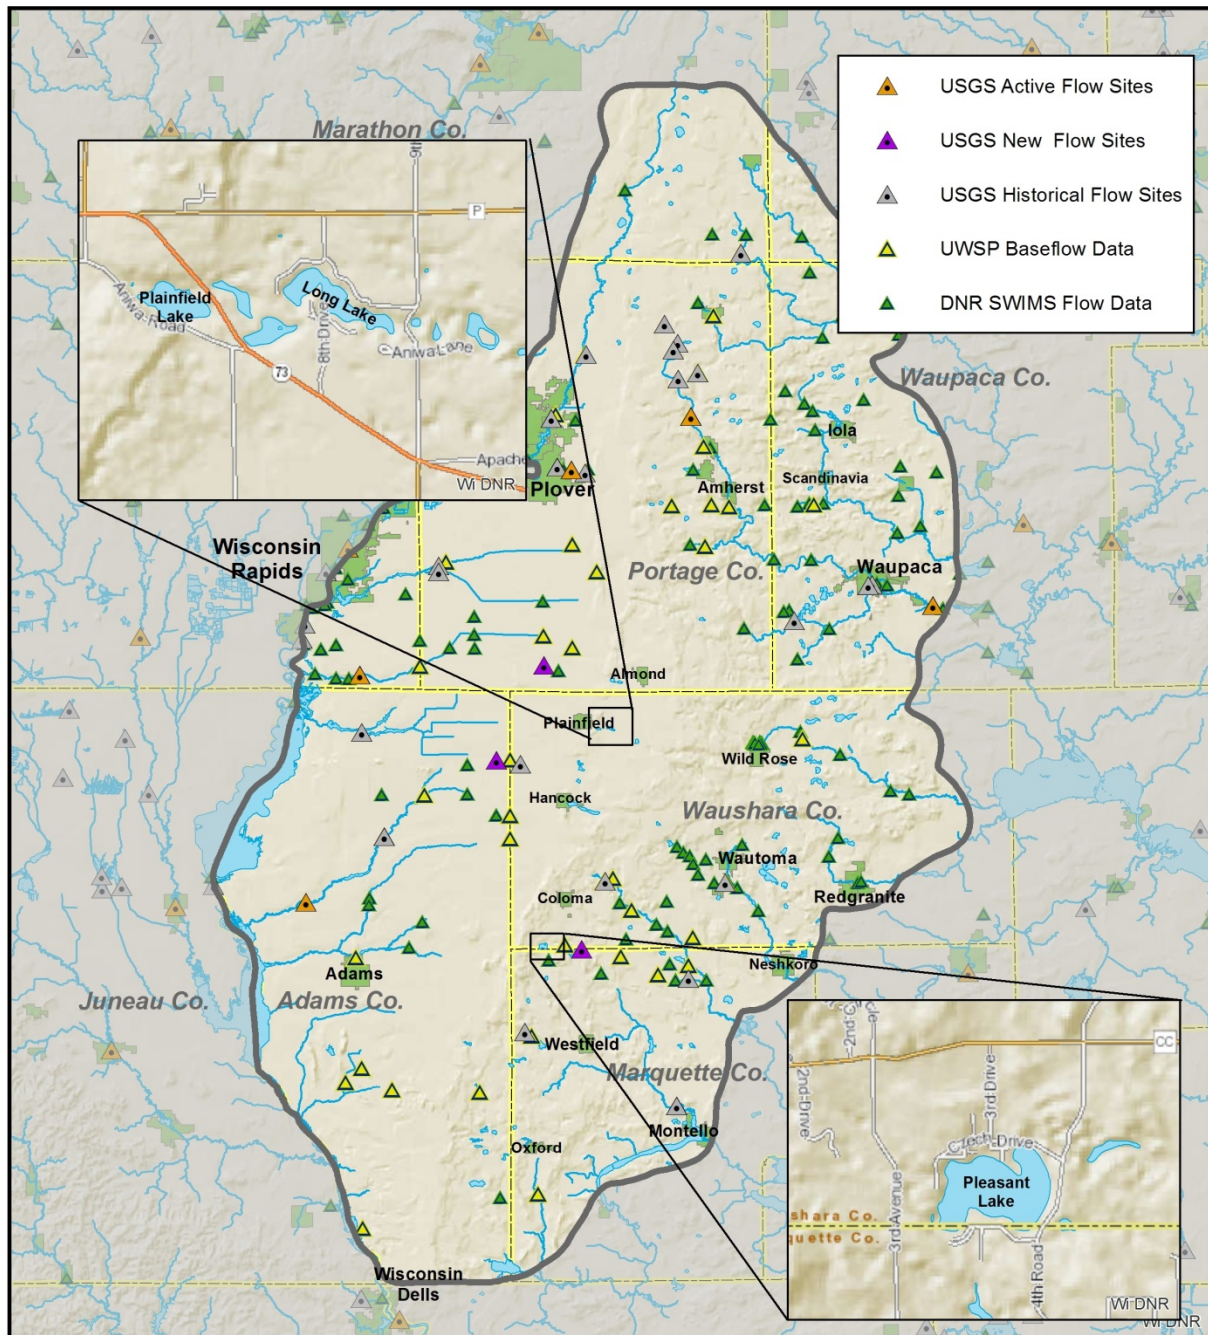 USGS Active Flow Sites
USGS New Flow Sites
USGS Historical Flow Sites
UWSP Baseflow Data
DNR SWIMS Flow Data
Marathon Co.
9th
P
Plainfield
Lake
Long Lake
Aniwa-Road
8th-Drive
Aniwa Lane
73
Apache
Wi DNR
Waupaca Co.
Iola
Plover
Amherst
Scandinavia
Wisconsin
Rapids
Portage Co.
Waupaca
Almond
Plainfield
Wild Rose
Hancock
Waushara Co.
Wautoma
Coloma
Redgranite
Adams
Neshkoro
Juneau Co.
Adams Co.
Westfield
Marquette Co.
Montello
Oxford
Wisconsin
Dells
2nd-Drive
3rd Drive
CC
Czech-Drive
Pleasant
Lake
shara Co.
quette Co.
3rd Avenue
4th Road
Wi DNR
Wi DNR